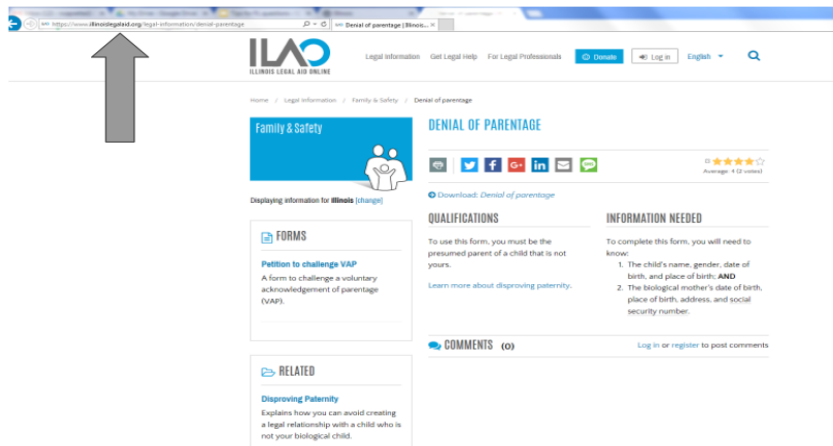 https://www.illinoislegalaid.org/legal-information/denial-of-parentage
Denial of parentage | Illinois...
ILAO
ILLINOIS LEGAL AID ONLINE
Legal Information Get Legal Help For Legal Professionals Donate Log in English
Home / Legal Information / Family & Safety / Denial of parentage
Family & Safety
Displaying information for Illinois [change]
FORMS
Petition to challenge VAP
A form to challenge a voluntary
acknowledgement of parentage
(VAP).
RELATED
Disproving Paternity
Explains how you can avoid creating
a legal relationship with a child who is
not your biological child.
DENIAL OF PARENTAGE
Average: 4 (2 votes)
Download: Denial of parentage
QUALIFICATIONS
To use this form, you must be the
presumed parent of a child that is not
yours.
Learn more about disproving paternity.
INFORMATION NEEDED
To complete this form, you will need to
know:
1. The child's name, gender, date of
birth, and place of birth; AND
2. The biological mother's date of birth,
place of birth, address, and social
security number.
COMMENTS (0)
Log in or register to post comments